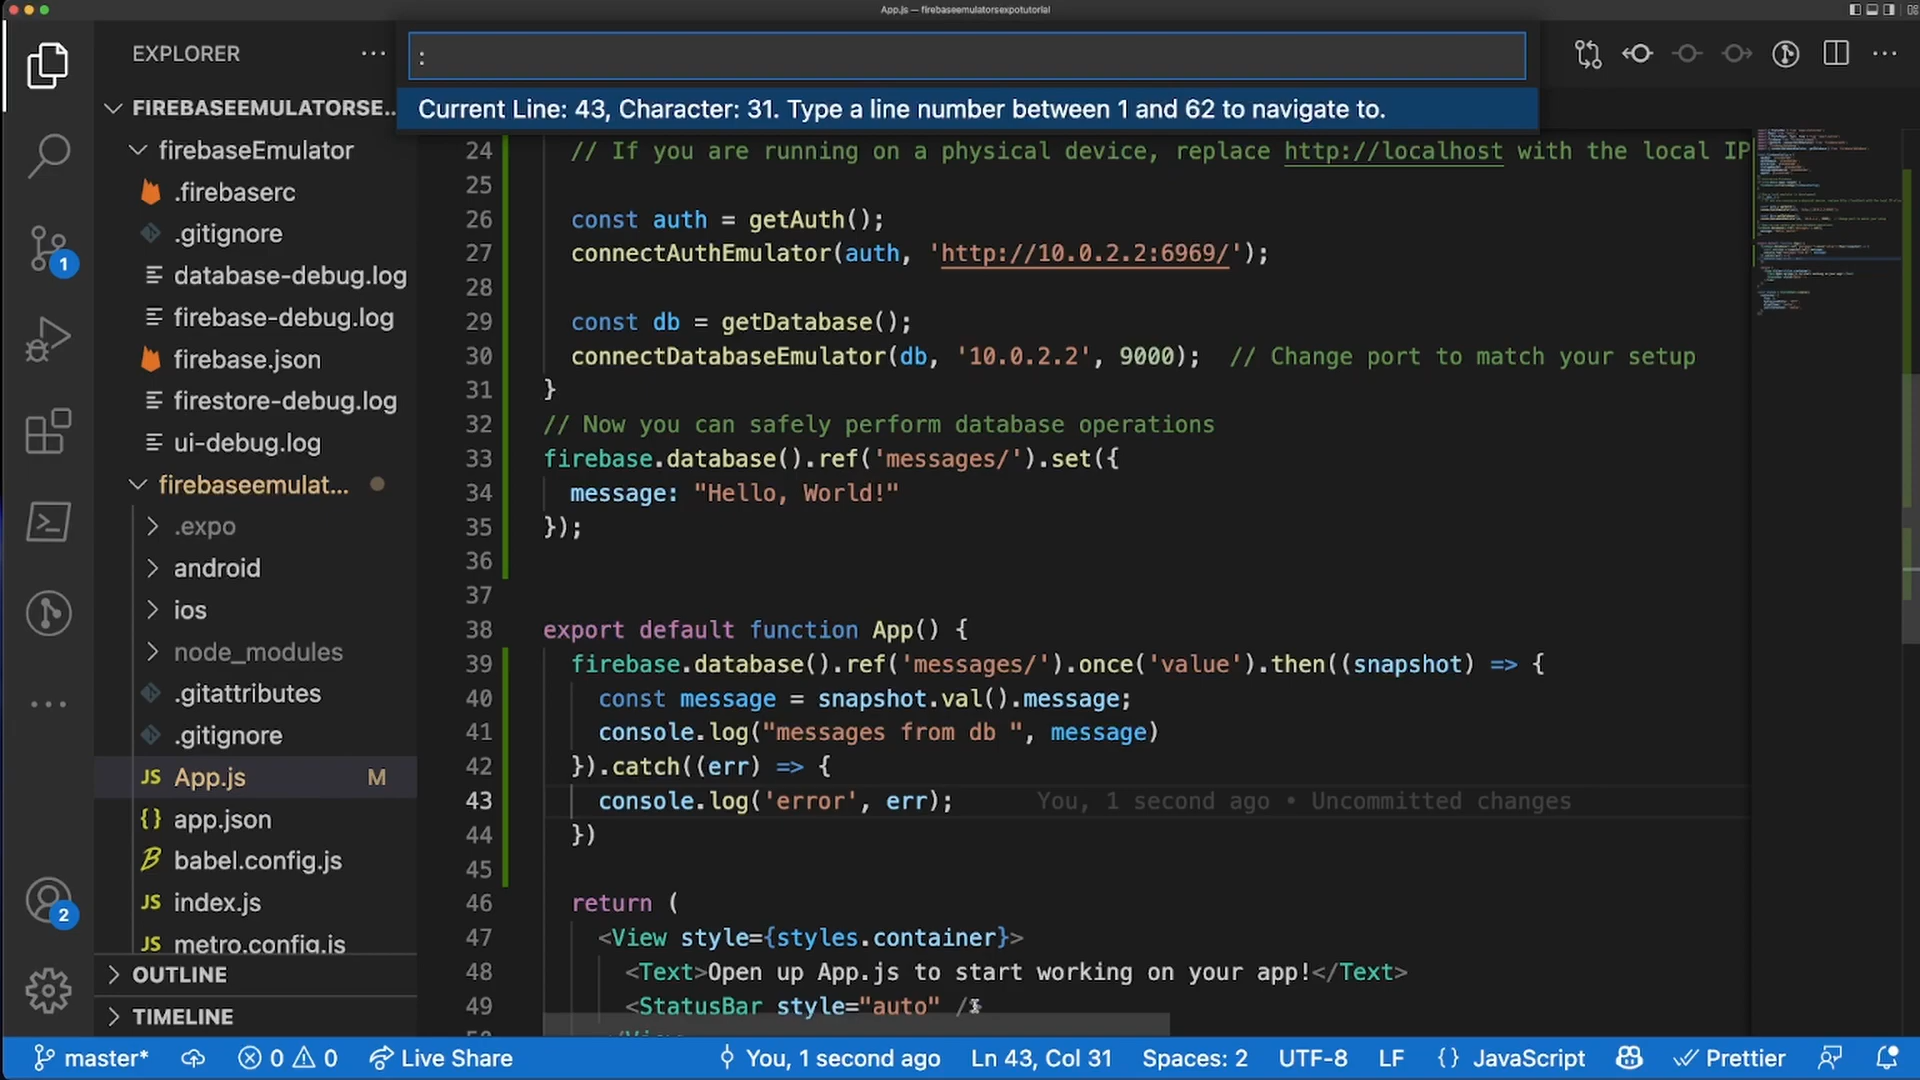 App.js — firebaseemulatorsexpotutorial
EXPLORER
:
Current Line: 43, Character: 31. Type a line number between 1 and 62 to navigate to.
FIREBASEEMULATORSE...
firebaseEmulator
.firebaserc
.gitignore
database-debug.log
firebase-debug.log
firebase.json
firestore-debug.log
ui-debug.log
firebaseemulat...
.expo
android
ios
node_modules
.gitattributes
.gitignore
App.js M
app.json
babel.config.js
index.js
metro.config.js
OUTLINE
TIMELINE
1
2
24 // If you are running on a physical device, replace http://localhost with the local IP
25
26 const auth = getAuth();
27 connectAuthEmulator(auth, 'http://10.0.2.2:6969/');
28
29 const db = getDatabase();
30 connectDatabaseEmulator(db, '10.0.2.2', 9000); // Change port to match your setup
31 }
32 // Now you can safely perform database operations
33 firebase.database().ref('messages/').set({
34 message: "Hello, World!"
35 });
36
37
38 export default function App() {
39 firebase.database().ref('messages/').once('value').then((snapshot) => {
40 const message = snapshot.val().message;
41 console.log("messages from db ", message)
42 }).catch((err) => {
43 console.log('error', err); You, 1 second ago • Uncommitted changes
44 })
45
46 return (
47 <View style={styles.container}>
48 <Text>Open up App.js to start working on your app!</Text>
49 <StatusBar style="auto" />
master* 0 0 Live Share You, 1 second ago Ln 43, Col 31 Spaces: 2 UTF-8 LF {} JavaScript Prettier